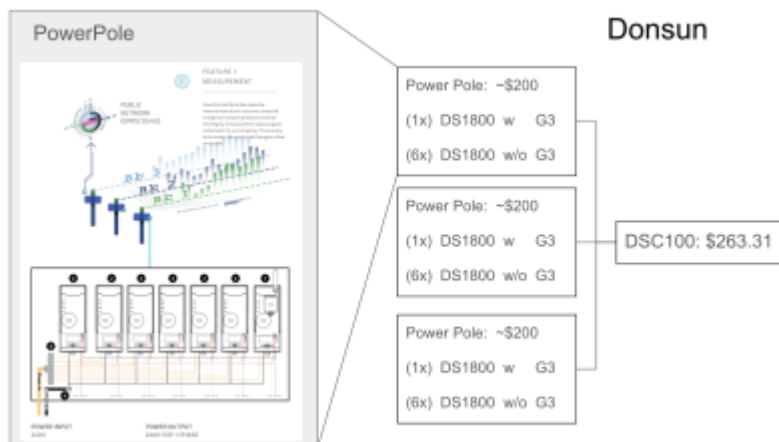 PowerPole
Donsun
FEATURE 1
MEASUREMENT
PUBLIC
NETWORK
Power Pole: ~$200
(1x) DS1800 w G3
(6x) DS1800 w/o G3
Power Pole: ~$200
(1x) DS1800 w G3
(6x) DS1800 w/o G3
DSC100: $263.31
Power Pole: ~$200
(1x) DS1800 w G3
(6x) DS1800 w/o G3
POWER INPUT
POWER OUTPUT